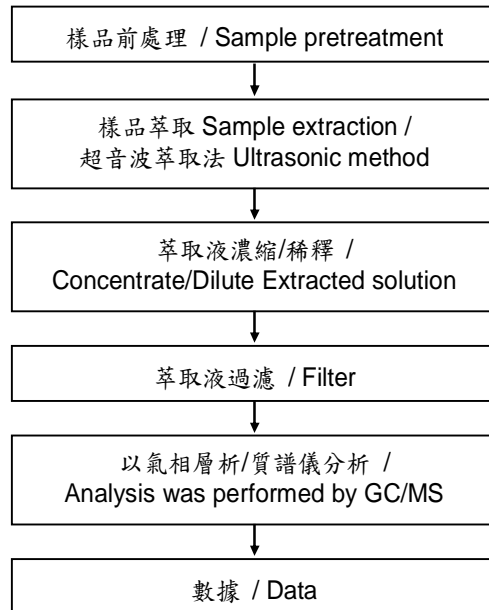 樣品前處理 / Sample pretreatment
樣品萃取 Sample extraction /
超音波萃取法 Ultrasonic method
萃取液濃縮/稀釋 /
Concentrate/Dilute Extracted solution
萃取液過濾 / Filter
以氣相層析/質譜儀分析 /
Analysis was performed by GC/MS
數據 / Data